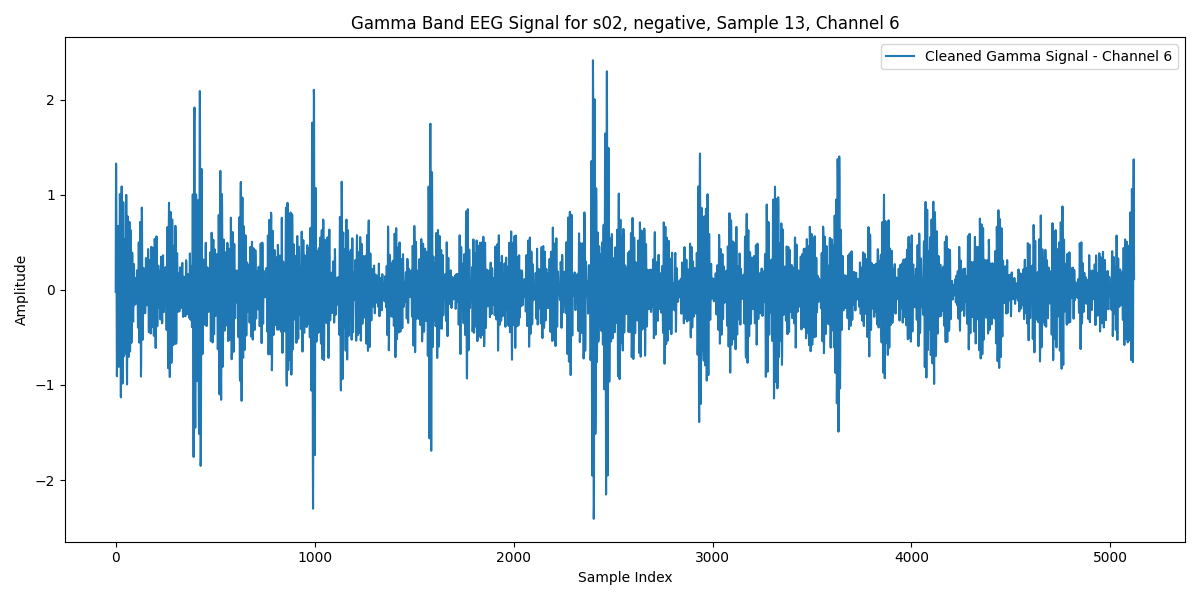 Gamma Band EEG Signal for s02, negative, Sample 13, Channel 6
Cleaned Gamma Signal - Channel 6
Amplitude
2
1
0
−1
−2
0 1000 2000 3000 4000 5000
Sample Index